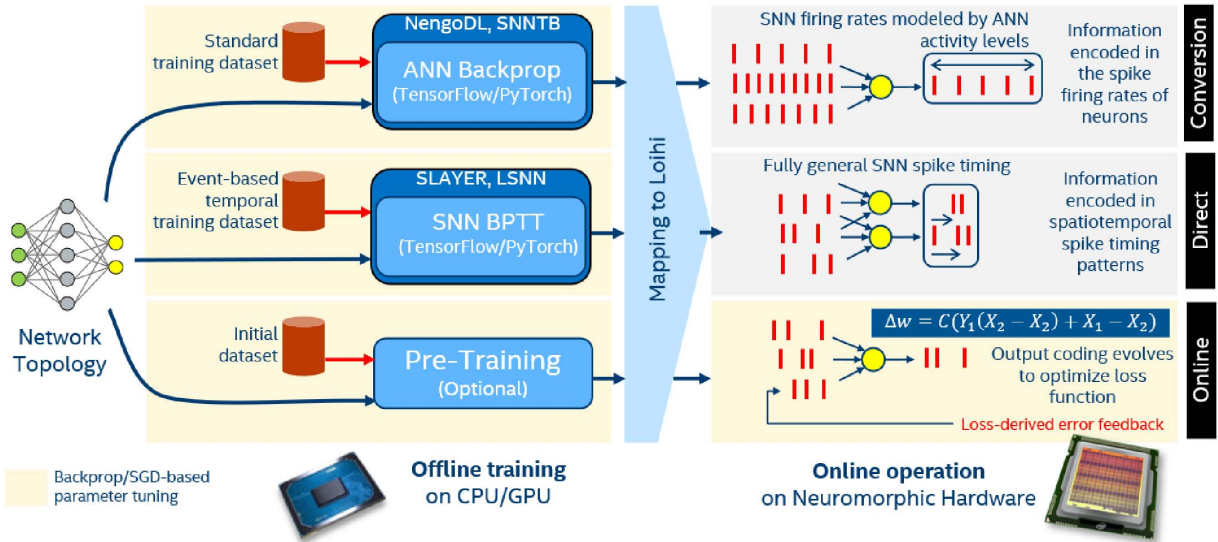 Standard
training dataset
NengoDL, SNNTB
ANN Backprop
(TensorFlow/PyTorch)
SNN firing rates modeled by ANN
activity levels
Information
encoded in
the spike
firing rates of
neurons
Conversion
Event-based
temporal
training dataset
SLAYER, LSNN
SNN BPTT
(TensorFlow/PyTorch)
Mapping to Loihi
Fully general SNN spike timing
Information
encoded in
spatiotemporal
spike timing
patterns
Direct
Network
Topology
Initial
dataset
Pre-Training
(Optional)
Δw = C(Y₁(X₂ − X₂) + X₁ − X₂)
Output coding evolves
to optimize loss
function
Loss-derived error feedback
Online
Backprop/SGD-based
parameter tuning
Offline training
on CPU/GPU
Online operation
on Neuromorphic Hardware